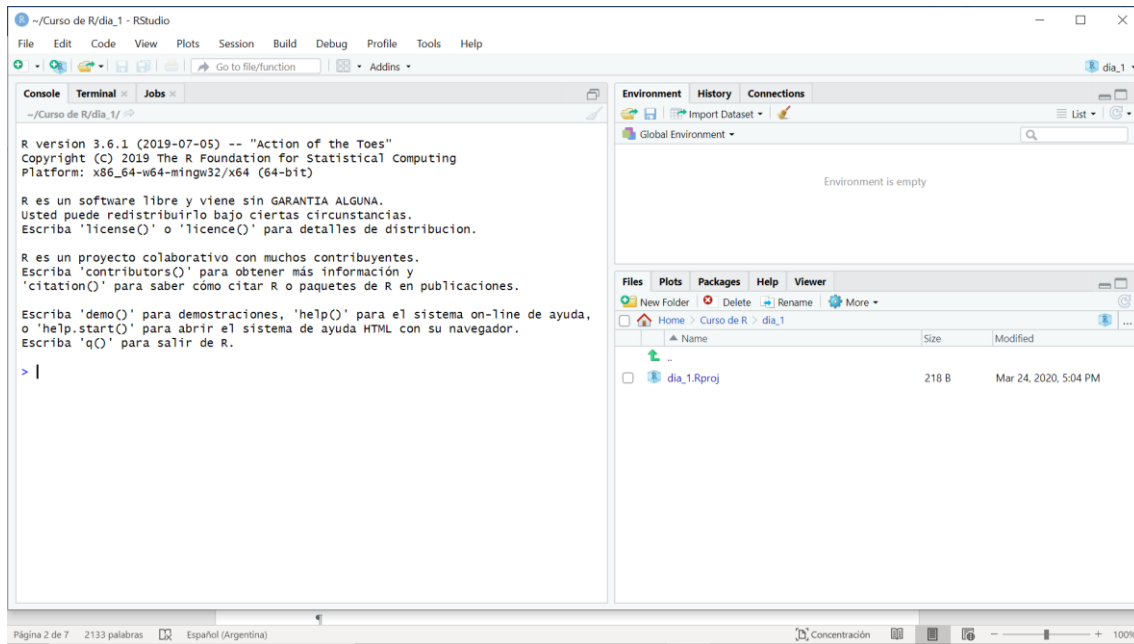 ~/Curso de R/dia_1 - RStudio
File Edit Code View Plots Session Build Debug Profile Tools Help
Go to file/function Addins dia_1
Console Terminal Jobs
~/Curso de R/dia_1/
R version 3.6.1 (2019-07-05) -- "Action of the Toes"
Copyright (C) 2019 The R Foundation for Statistical Computing
Platform: x86_64-w64-mingw32/x64 (64-bit)
R es un software libre y viene sin GARANTIA ALGUNA.
Usted puede redistribuirlo bajo ciertas circunstancias.
Escriba 'license()' o 'licence()' para detalles de distribucion.
R es un proyecto colaborativo con muchos contribuyentes.
Escriba 'contributors()' para obtener más información y
'citation()' para saber cómo citar R o paquetes de R en publicaciones.
Escriba 'demo()' para demostraciones, 'help()' para el sistema on-line de ayuda,
o 'help.start()' para abrir el sistema de ayuda HTML con su navegador.
Escriba 'q()' para salir de R.
>
Environment History Connections
Import Dataset List
Global Environment
Environment is empty
Files Plots Packages Help Viewer
New Folder Delete Rename More
Home > Curso de R > dia_1 ...
Name Size Modified
..
dia_1.Rproj 218 B Mar 24, 2020, 5:04 PM
¶
Página 2 de 7 2133 palabras Español (Argentina) Concentración - + 100%